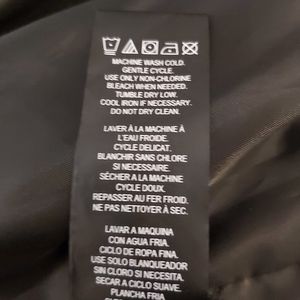 MACHINE WASH COLD.
GENTLE CYCLE.
USE ONLY NON-CHLORINE
BLEACH WHEN NEEDED.
TUMBLE DRY LOW.
COOL IRON IF NECESSARY.
DO NOT DRY CLEAN.
LAVER À LA MACHINE À
L'EAU FROIDE.
CYCLE DELICAT.
BLANCHIR SANS CHLORE
SI NECESSAIRE.
SÉCHER A LA MACHINE
CYCLE DOUX.
REPASSER AU FER FROID.
NE PAS NETTOYER À SEC.
LAVAR A MAQUINA
CON AGUA FRIA.
CICLO DE ROPA FINA.
USE SOLO BLANQUEADOR
SIN CLORO SI NECESITA.
SECAR A CICLO SUAVE.
PLANCHA FRIA